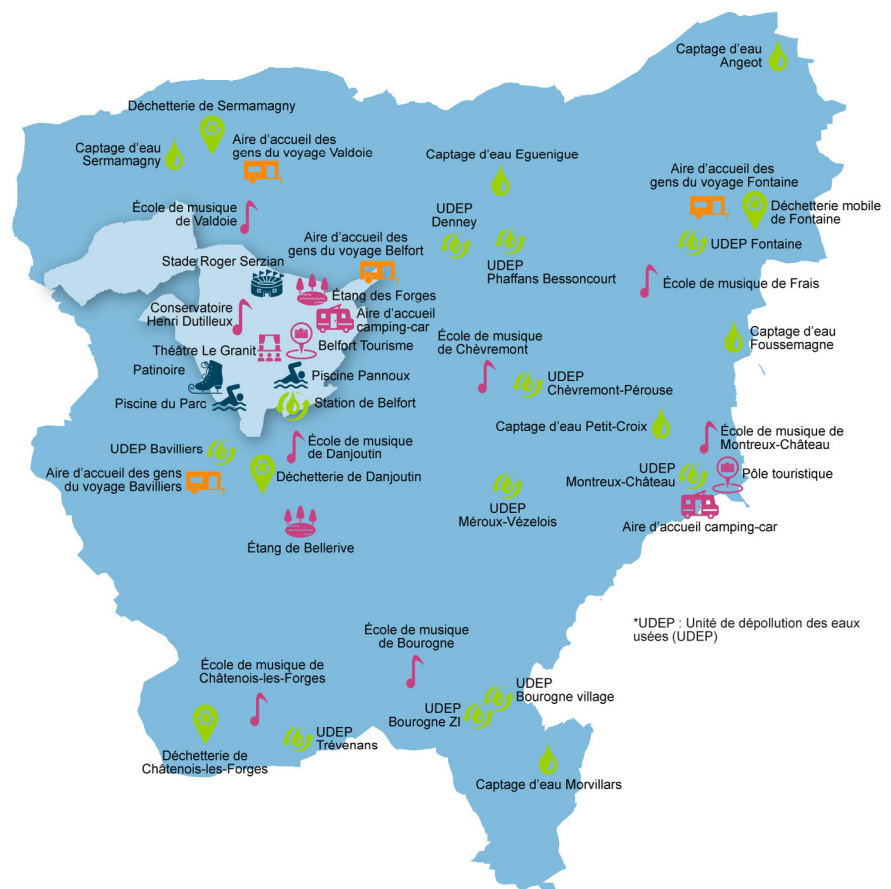 Captage d'eau
Angeot
Déchetterie de Sermamagny
Captage d'eau
Sermamagny
Aire d'accueil des
gens du voyage Valdoie
Captage d'eau Eguenigue
Aire d'accueil des
gens du voyage Fontaine
École de musique
de Valdoie
UDEP
Denney
Déchetterie mobile
de Fontaine
UDEP
Phaffans Bessoncourt
UDEP Fontaine
Aire d'accueil des
gens du voyage Belfort
Stade Roger Serzian
Étang des Forges
École de musique de Frais
Conservatoire
Henri Dutilleux
Aire d'accueil
camping-car
Théâtre Le Granit
Belfort Tourisme
École de musique
de Chèvremont
Captage d'eau
Foussemagne
Patinoire
Piscine Pannoux
UDEP
Chèvremont-Pérouse
Piscine du Parc
Station de Belfort
Captage d'eau Petit-Croix
École de musique de
Montreux-Château
UDEP Bavilliers
École de musique
de Danjoutin
Aire d'accueil des gens
du voyage Bavilliers
Déchetterie de Danjoutin
UDEP
Montreux-Château
Pôle touristique
UDEP
Méroux-Vézelois
Aire d'accueil camping-car
Étang de Bellerive
*UDEP : Unité de dépollution des eaux
usées (UDEP)
École de musique
de Bourogne
École de musique de
Châtenois-les-Forges
UDEP
Bourogne village
UDEP
Bourogne ZI
UDEP
Trévenans
Déchetterie de
Châtenois-les-Forges
Captage d'eau Morvillars